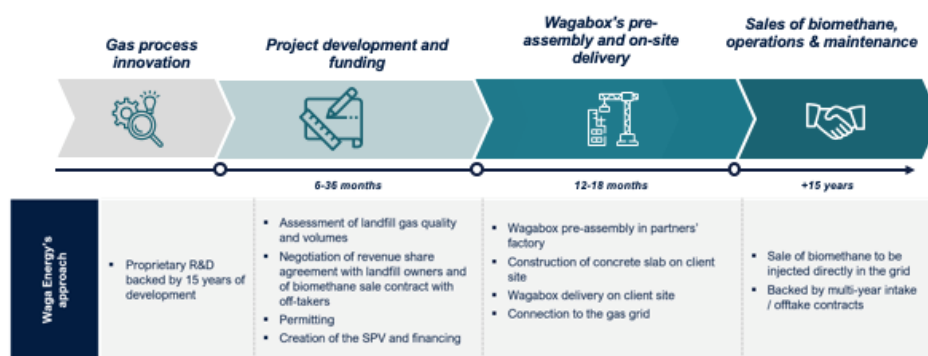 Gas process
innovation
Project development and
funding
Wagabox's pre-
assembly and on-site
delivery
Sales of biomethane,
operations & maintenance
6-36 months
12-18 months
+15 years
Waga Energy's
approach
▪ Proprietary R&D
backed by 15 years of
development
▪ Assessment of landfill gas quality
and volumes
▪ Negotiation of revenue share
agreement with landfill owners and
of biomethane sale contract with
off-takers
▪ Permitting
▪ Creation of the SPV and financing
▪ Wagabox pre-assembly in partners'
factory
▪ Construction of concrete slab on client
site
▪ Wagabox delivery on client site
▪ Connection to the gas grid
▪ Sale of biomethane to be
injected directly in the grid
▪ Backed by multi-year intake
/ offtake contracts